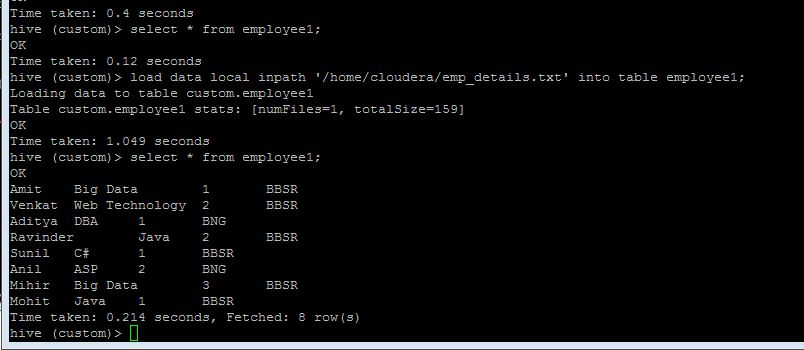 Time taken: 0.4 seconds
hive (custom)> select * from employee1;
OK
Time taken: 0.12 seconds
hive (custom)> load data local inpath '/home/cloudera/emp_details.txt' into table employee1;
Loading data to table custom.employee1
Table custom.employee1 stats: [numFiles=1, totalSize=159]
OK
Time taken: 1.049 seconds
hive (custom)> select * from employee1;
OK
Amit    Big Data        1       BBSR
Venkat  Web Technology  2       BBSR
Aditya  DBA     1       BNG
Ravinder        Java    2       BBSR
Sunil   C#      1       BBSR
Anil    ASP     2       BNG
Mihir   Big Data        3       BBSR
Mohit   Java    1       BBSR
Time taken: 0.214 seconds, Fetched: 8 row(s)
hive (custom)>